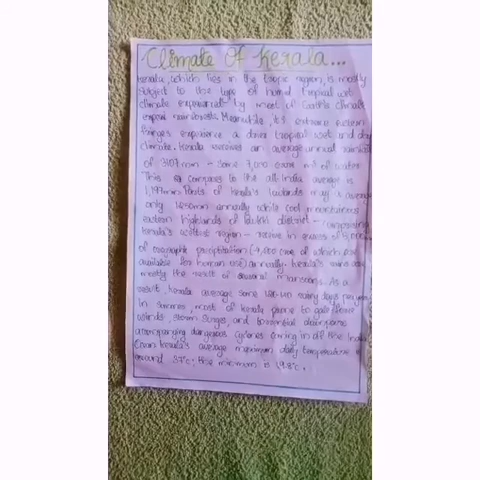 Climate Of Kerala...
Kerala, which lies in the tropic region, is mostly
subject to the type of humid tropical wet
climate experienced by most of Earth's
rainforests. Meanwhile, its extreme eastern
fringes experience a drier tropical wet and dry
climate. Kerala receives an average annual rainfall
of 3107 mm - some 7,000 crore m³ of water.
This to the all-India average is
1,197 mm. Parts of Kerala's lowlands may average
only 1250 mm annually while cool mountainous
eastern highlands of Idukki district - comprising
Kerala's wettest region - receive in excess of
of orographic precipitation (4,000 crore of which are
available for human use) annually. Kerala's rains are
mostly the result of seasonal monsoons. As a
result, Kerala averages some 120-140 rainy days per year.
In summers, most of Kerala prone to gale force
winds, storm surges, and torrential downpours
accompanying dangerous cyclones coming in off the India
Ocean Kerala's average maximum daily temperature is
around 37°c; the minimum is 19.8°c.